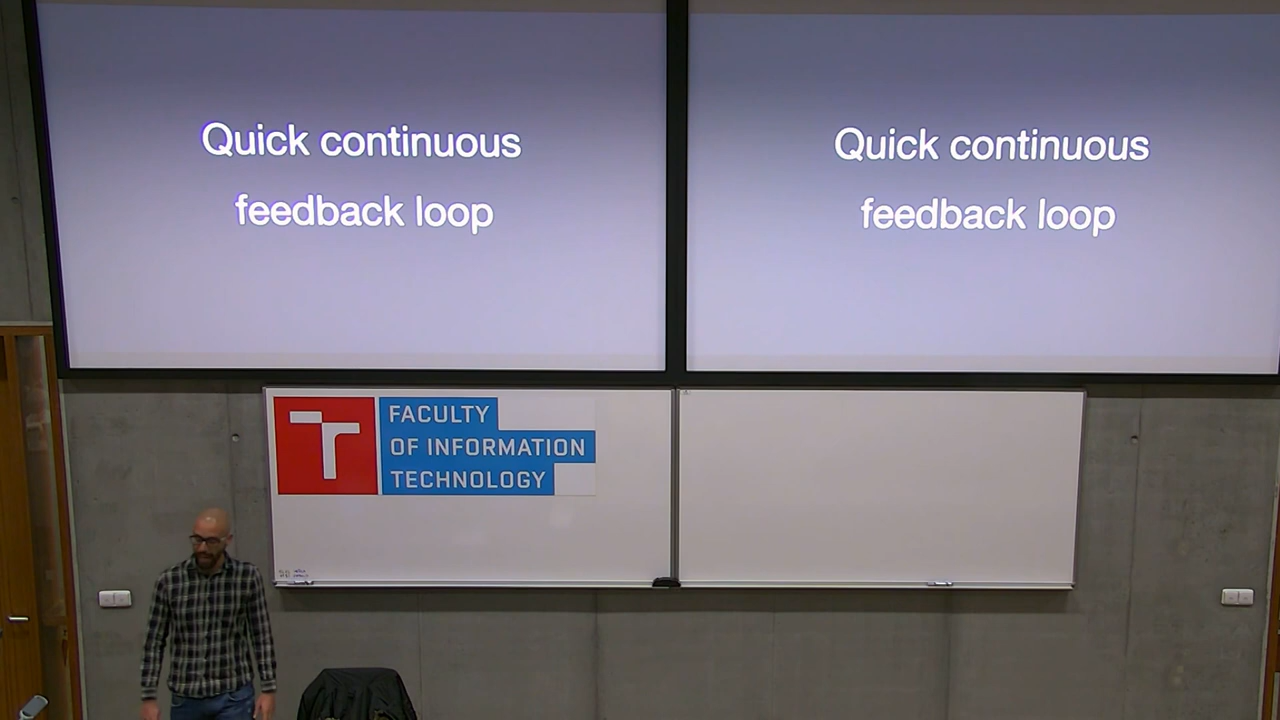 Quick continuous
feedback loop
Quick continuous
feedback loop
FACULTY
OF INFORMATION
TECHNOLOGY